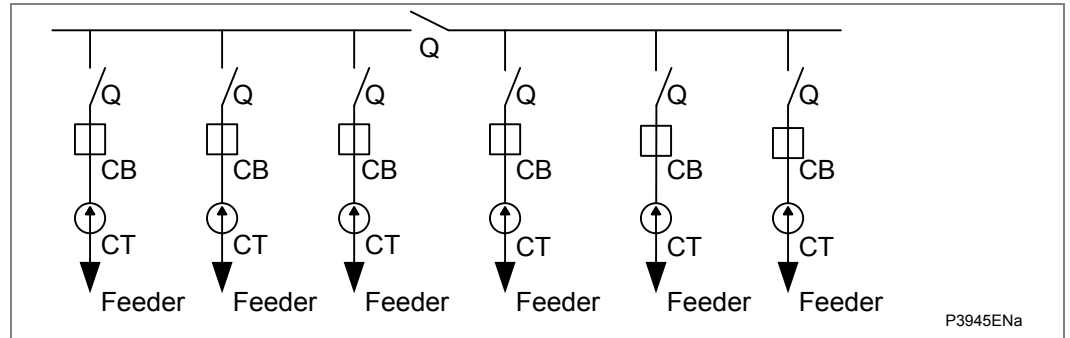 Q
Q Q Q Q Q Q
CB CB CB CB CB CB
CT CT CT CT CT CT
Feeder Feeder Feeder Feeder Feeder Feeder
P3945ENa